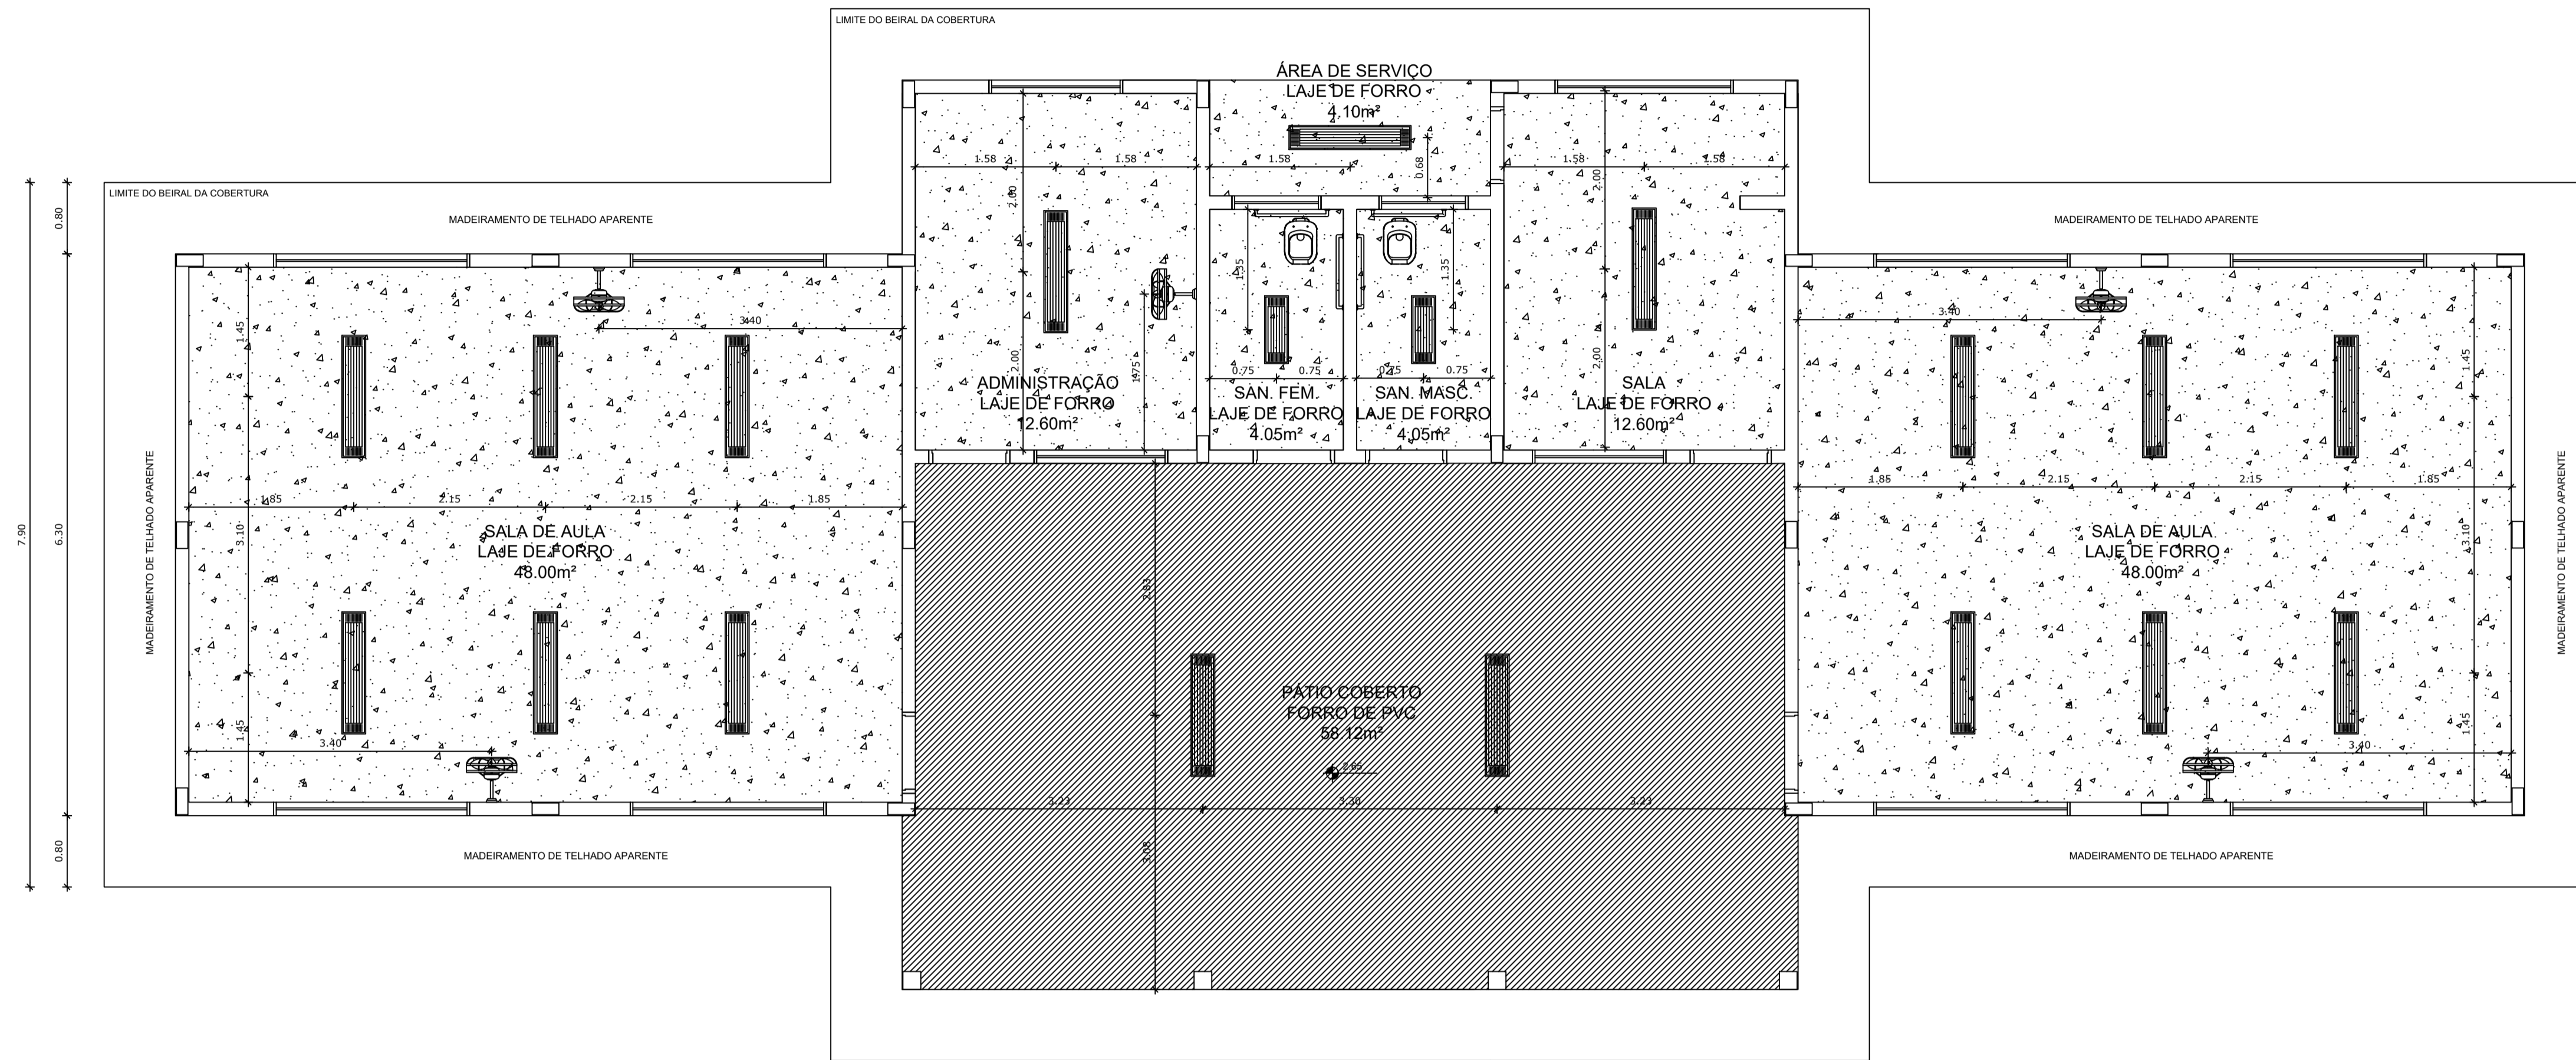 LIMITE DO BEIRAL DA COBERTURA
ÁREA DE SERVIÇO
LAJE DE FORRO
4.10m²
1.58
1.58
1.58
1.58
1.58
0.68
2.00
2.00
LIMITE DO BEIRAL DA COBERTURA
MADEIRAMENTO DE TELHADO APARENTE
MADEIRAMENTO DE TELHADO APARENTE
0.80
7.90
6.30
0.80
MADEIRAMENTO DE TELHADO APARENTE
1.45
3.40
2.00
1.75
1.35
1.35
2.00
3.40
1.45
0.75
0.75
0.75
0.75
ADMINISTRAÇÃO
LAJE DE FORRO
12.60m²
SAN. FEM.
LAJE DE FORRO
4.05m²
SAN. MASC.
LAJE DE FORRO
4.05m²
SALA
LAJE DE FORRO
12.60m²
1.85
2.15
2.15
1.85
1.85
2.15
2.15
1.85
3.10
SALA DE AULA
LAJE DE FORRO
48.00m²
2.83
SALA DE AULA
LAJE DE FORRO
48.00m²
3.10
MADEIRAMENTO DE TELHADO APARENTE
PÁTIO COBERTO
FORRO DE PVC
58.12m²
2.65
1.45
3.40
3.40
1.45
3.23
3.30
3.23
3.08
MADEIRAMENTO DE TELHADO APARENTE
MADEIRAMENTO DE TELHADO APARENTE